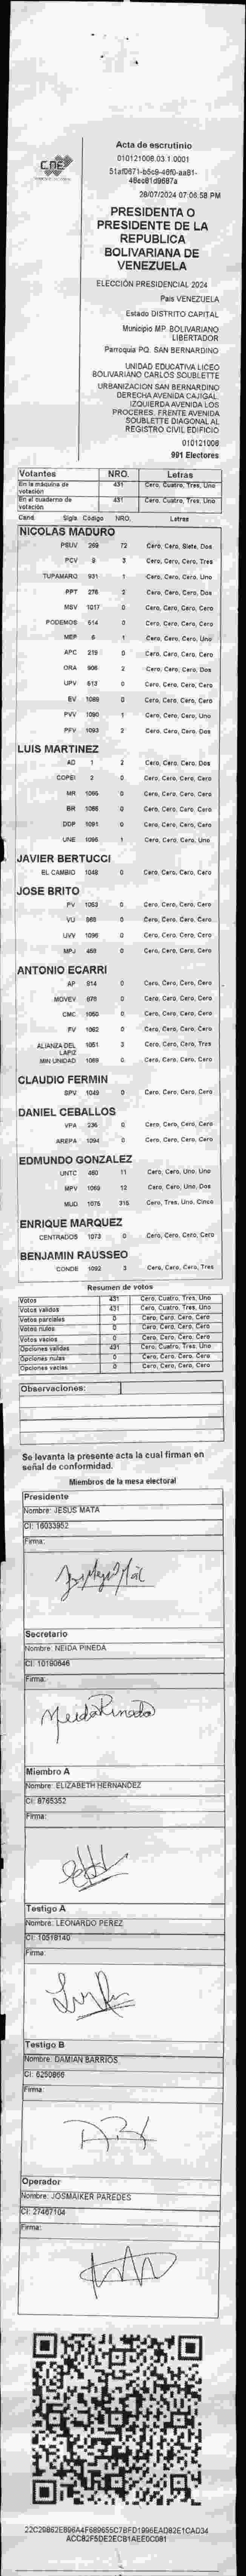 CNE
Acta de escrutinio
010121008.03.1.0001
28/07/2024 07:06:58 PM
PRESIDENTA O
PRESIDENTE DE LA
REPUBLICA
BOLIVARIANA DE
VENEZUELA
ELECCIÓN PRESIDENCIAL 2024
País VENEZUELA
Estado DISTRITO CAPITAL
Municipio MP. BOLIVARIANO
LIBERTADOR
Parroquia PQ. SAN BERNARDINO
UNIDAD EDUCATIVA LICEO
BOLIVARIANO CARLOS SOUBLETTE
URBANIZACION SAN BERNARDINO
DERECHA AVENIDA CAJIGAL.
IZQUIERDA AVENIDA LOS
PROCERES. FRENTE AVENIDA
SOUBLETTE DIAGONAL AL
REGISTRO CIVIL EDIFICIO
010121008
991 Electores
Votantes NRO. Letras
En la máquina de votación 431 Cero, Cuatro, Tres, Uno
En el cuaderno de votación 431 Cero, Cuatro, Tres, Uno
Cand. Sigla Código NRO. Letras
NICOLAS MADURO
PSUV 269 72 Cero, Cero, Siete, Dos
PCV 9 3 Cero, Cero, Cero, Tres
TUPAMARO 931 1 Cero, Cero, Cero, Uno
PPT 276 2 Cero, Cero, Cero, Dos
MSV 1017 0 Cero, Cero, Cero, Cero
PODEMOS 514 0 Cero, Cero, Cero, Cero
MEP 6 1 Cero, Cero, Cero, Uno
APC 219 0 Cero, Cero, Cero, Cero
ORA 906 2 Cero, Cero, Cero, Dos
UPV 613 0 Cero, Cero, Cero, Cero
EV 1089 0 Cero, Cero, Cero, Cero
PVV 1090 1 Cero, Cero, Cero, Uno
PFV 1093 2 Cero, Cero, Cero, Dos
LUIS MARTINEZ
AD 1 2 Cero, Cero, Cero, Dos
COPEI 2 0 Cero, Cero, Cero, Cero
MR 1065 0 Cero, Cero, Cero, Cero
BR 1066 0 Cero, Cero, Cero, Cero
DDP 1091 0 Cero, Cero, Cero, Cero
UNE 1095 1 Cero, Cero, Cero, Uno
JAVIER BERTUCCI
EL CAMBIO 1048 0 Cero, Cero, Cero, Cero
JOSE BRITO
PV 1053 0 Cero, Cero, Cero, Cero
VU 868 0 Cero, Cero, Cero, Cero
UVV 1096 0 Cero, Cero, Cero, Cero
MPJ 458 0 Cero, Cero, Cero, Cero
ANTONIO ECARRI
AP 814 0 Cero, Cero, Cero, Cero
MOVEV 878 0 Cero, Cero, Cero, Cero
CMC 1050 0 Cero, Cero, Cero, Cero
FV 1062 0 Cero, Cero, Cero, Cero
ALIANZA DEL LAPIZ 1051 3 Cero, Cero, Cero, Tres
MIN UNIDAD 1069 0 Cero, Cero, Cero, Cero
CLAUDIO FERMIN
SPV 1049 0 Cero, Cero, Cero, Cero
DANIEL CEBALLOS
VPA 236 0 Cero, Cero, Cero, Cero
AREPA 1094 0 Cero, Cero, Cero, Cero
EDMUNDO GONZALEZ
UNTC 460 11 Cero, Cero, Uno, Uno
MPV 1069 12 Cero, Cero, Uno, Dos
MUD 1075 315 Cero, Tres, Uno, Cinco
ENRIQUE MARQUEZ
CENTRADOS 1073 0 Cero, Cero, Cero, Cero
BENJAMIN RAUSSEO
CONDE 1092 3 Cero, Cero, Cero, Tres
Resumen de votos
Votos 431 Cero, Cuatro, Tres, Uno
Votos válidos 431 Cero, Cuatro, Tres, Uno
Votos parciales 0 Cero, Cero, Cero, Cero
Votos nulos 0 Cero, Cero, Cero, Cero
Votos vacíos 0 Cero, Cero, Cero, Cero
Opciones válidas 431 Cero, Cuatro, Tres, Uno
Opciones nulas 0 Cero, Cero, Cero, Cero
Opciones vacías 0 Cero, Cero, Cero, Cero
Observaciones:
Se levanta la presente acta la cual firman en
señal de conformidad.
Miembros de la mesa electoral
Presidente
Nombre: JESUS MATA
CI: 16033952
Firma:
Secretario
Nombre: NEIDA PINEDA
CI: 10190646
Firma:
Neida Pineda
Miembro A
Nombre: ELIZABETH HERNANDEZ
CI: 8765352
Firma:
Testigo A
Nombre: LEONARDO PEREZ
CI: 10518140
Firma:
Testigo B
Nombre: DAMIAN BARRIOS
CI: 6250866
Firma:
Operador
Nombre: JOSMAIKER PAREDES
CI: 27467104
Firma: